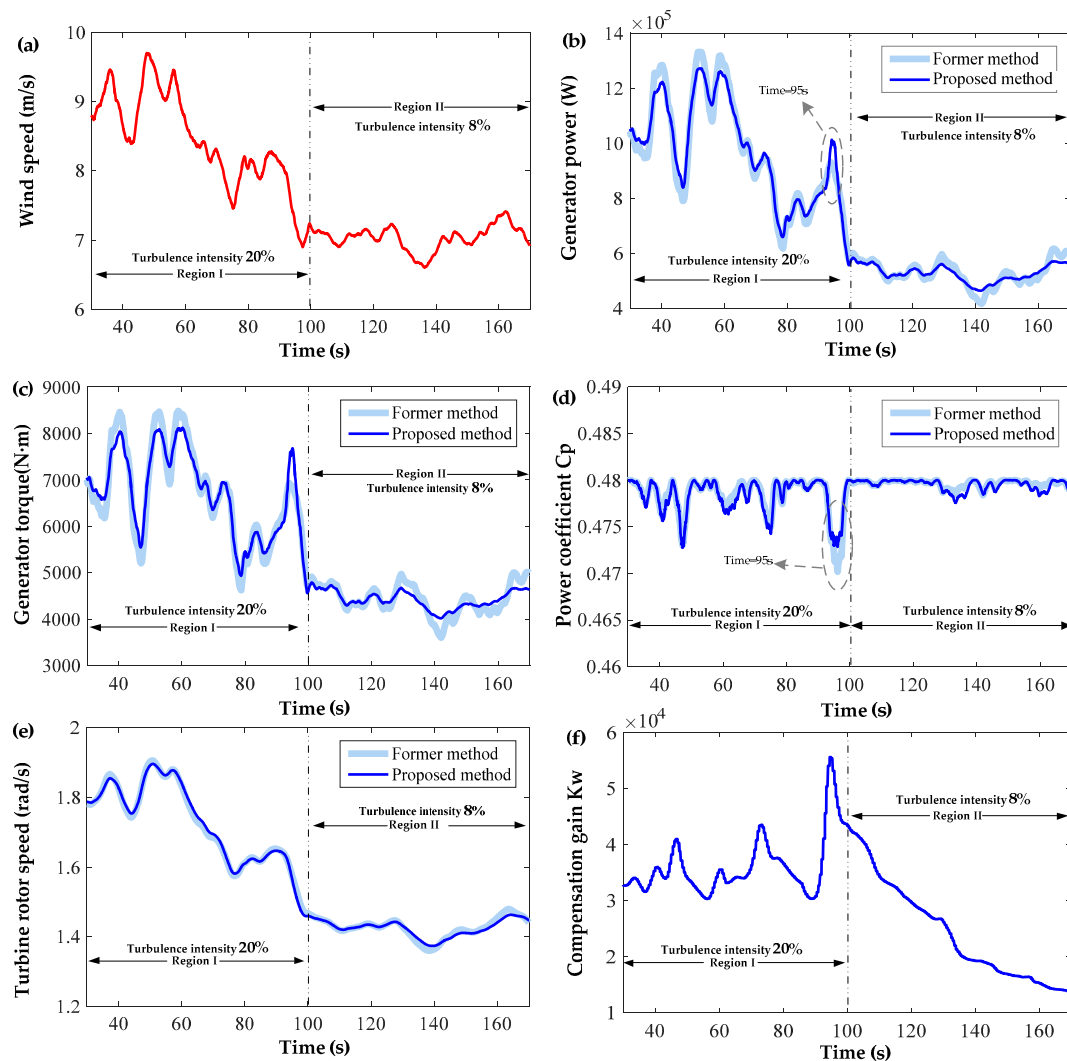 (a)
10
9
8
7
6
Wind speed (m/s)
Region II
Turbulence intensity 8%
Turbulence intensity 20%
Region I
40 60 80 100 120 140 160
Time (s)
(b)
×10⁵
14
12
10
8
6
4
Generator power (W)
Former method
Proposed method
Time=95s
Region II
Turbulence intensity 8%
Turbulence intensity 20%
Region I
40 60 80 100 120 140 160
Time (s)
(c)
9000
8000
7000
6000
5000
4000
3000
Generator torque(N·m)
Former method
Proposed method
Region II
Turbulence intensity 8%
Turbulence intensity 20%
Region I
40 60 80 100 120 140 160
Time (s)
(d)
0.49
0.485
0.48
0.475
0.47
0.465
0.46
Power coefficient Cp
Former method
Proposed method
Time=95s
Turbulence intensity 20%
Region I
Turbulence intensity 8%
Region II
40 60 80 100 120 140 160
Time (s)
(e)
2
1.8
1.6
1.4
1.2
Turbine rotor speed (rad/s)
Former method
Proposed method
Turbulence intensity 8%
Region II
Turbulence intensity 20%
Region I
40 60 80 100 120 140 160
Time (s)
(f)
×10⁴
6
5
4
3
2
1
0
Compensation gain Kw
Turbulence intensity 8%
Region II
Turbulence intensity 20%
Region I
40 60 80 100 120 140 160
Time (s)